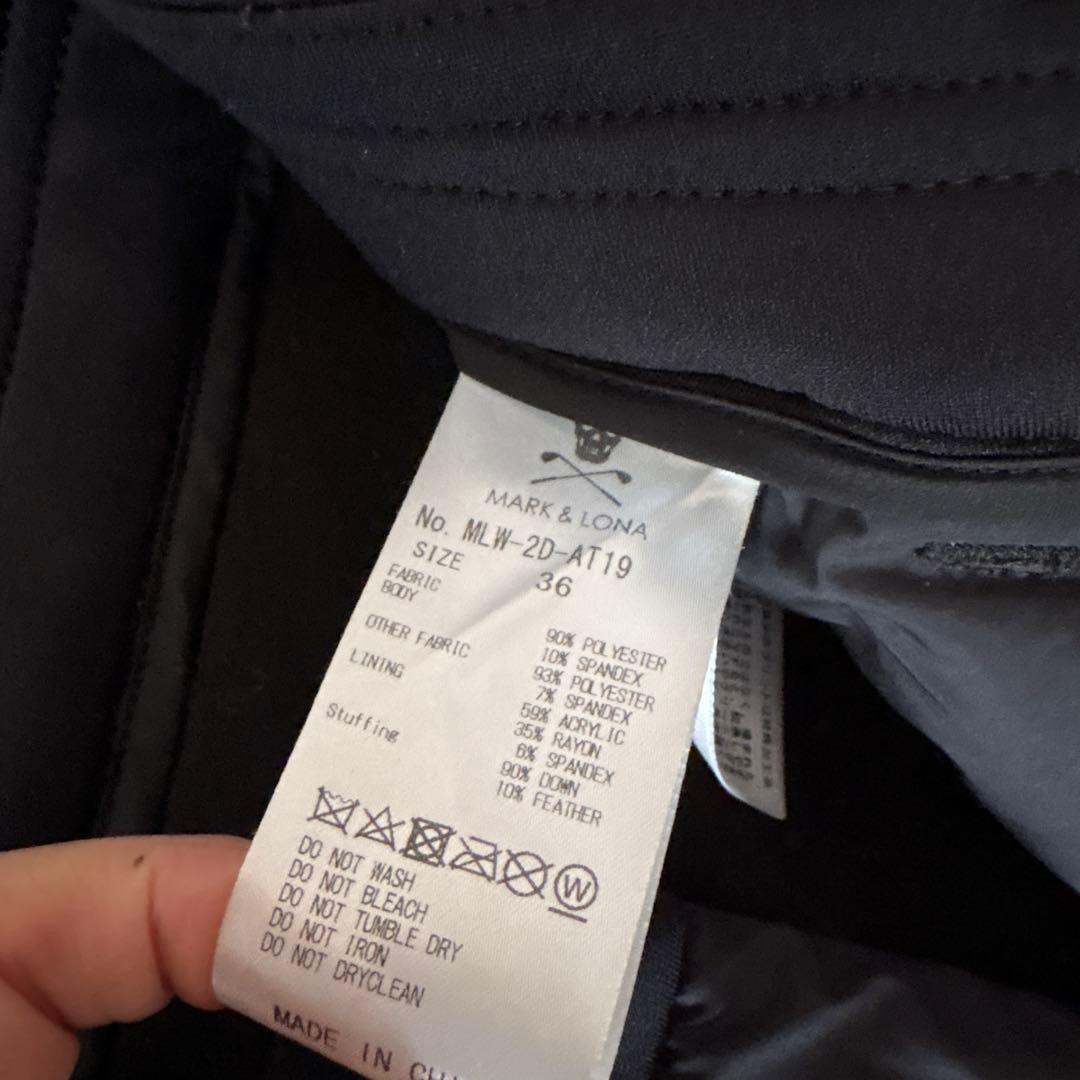 MARK & LONA
No. MLW-2D-AT19
SIZE 36
FABRIC
BODY 90% POLYESTER
10% SPANDEX
OTHER FABRIC 93% POLYESTER
7% SPANDEX
LINING 59% ACRYLIC
35% RAYON
6% SPANDEX
Stuffing 90% DOWN
10% FEATHER
W
DO NOT WASH
DO NOT BLEACH
DO NOT TUMBLE DRY
DO NOT IRON
DO NOT DRYCLEAN
MADE IN